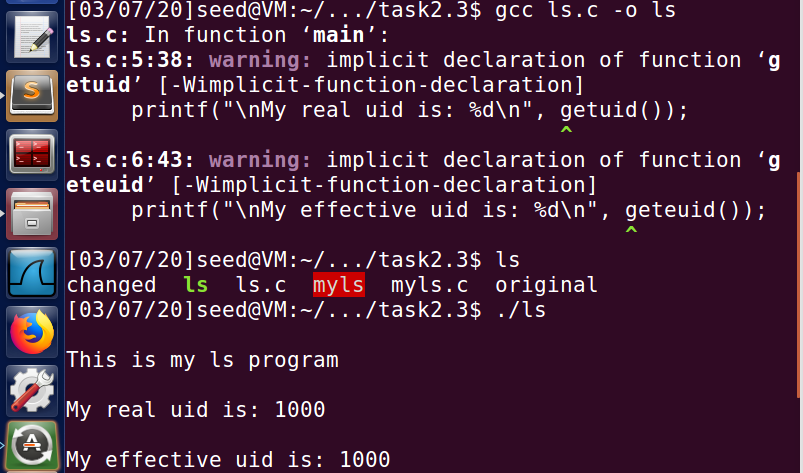 [03/07/20]seed@VM:~/.../task2.3$ gcc ls.c -o ls
ls.c: In function ‘main’:
ls.c:5:38: warning: implicit declaration of function ‘g
etuid’ [-Wimplicit-function-declaration]
     printf("\nMy real uid is: %d\n", getuid());
                                      ^
ls.c:6:43: warning: implicit declaration of function ‘g
eteuid’ [-Wimplicit-function-declaration]
     printf("\nMy effective uid is: %d\n", geteuid());
                                           ^
[03/07/20]seed@VM:~/.../task2.3$ ls
changed  ls  ls.c  myls  myls.c  original
[03/07/20]seed@VM:~/.../task2.3$ ./ls
This is my ls program
My real uid is: 1000
My effective uid is: 1000